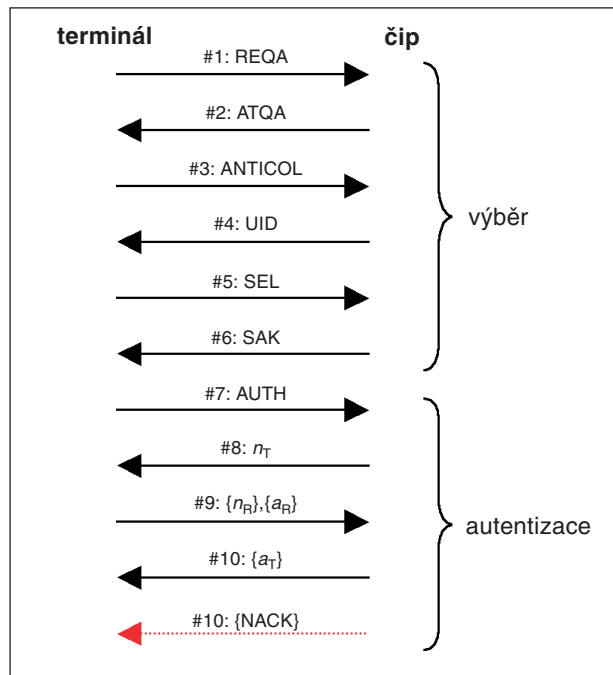 terminál čip
#1: REQA
#2: ATQA
#3: ANTICOL
#4: UID
výběr
#5: SEL
#6: SAK
#7: AUTH
#8: nT
#9: {nR},{aR}
autentizace
#10: {aT}
#10: {NACK}